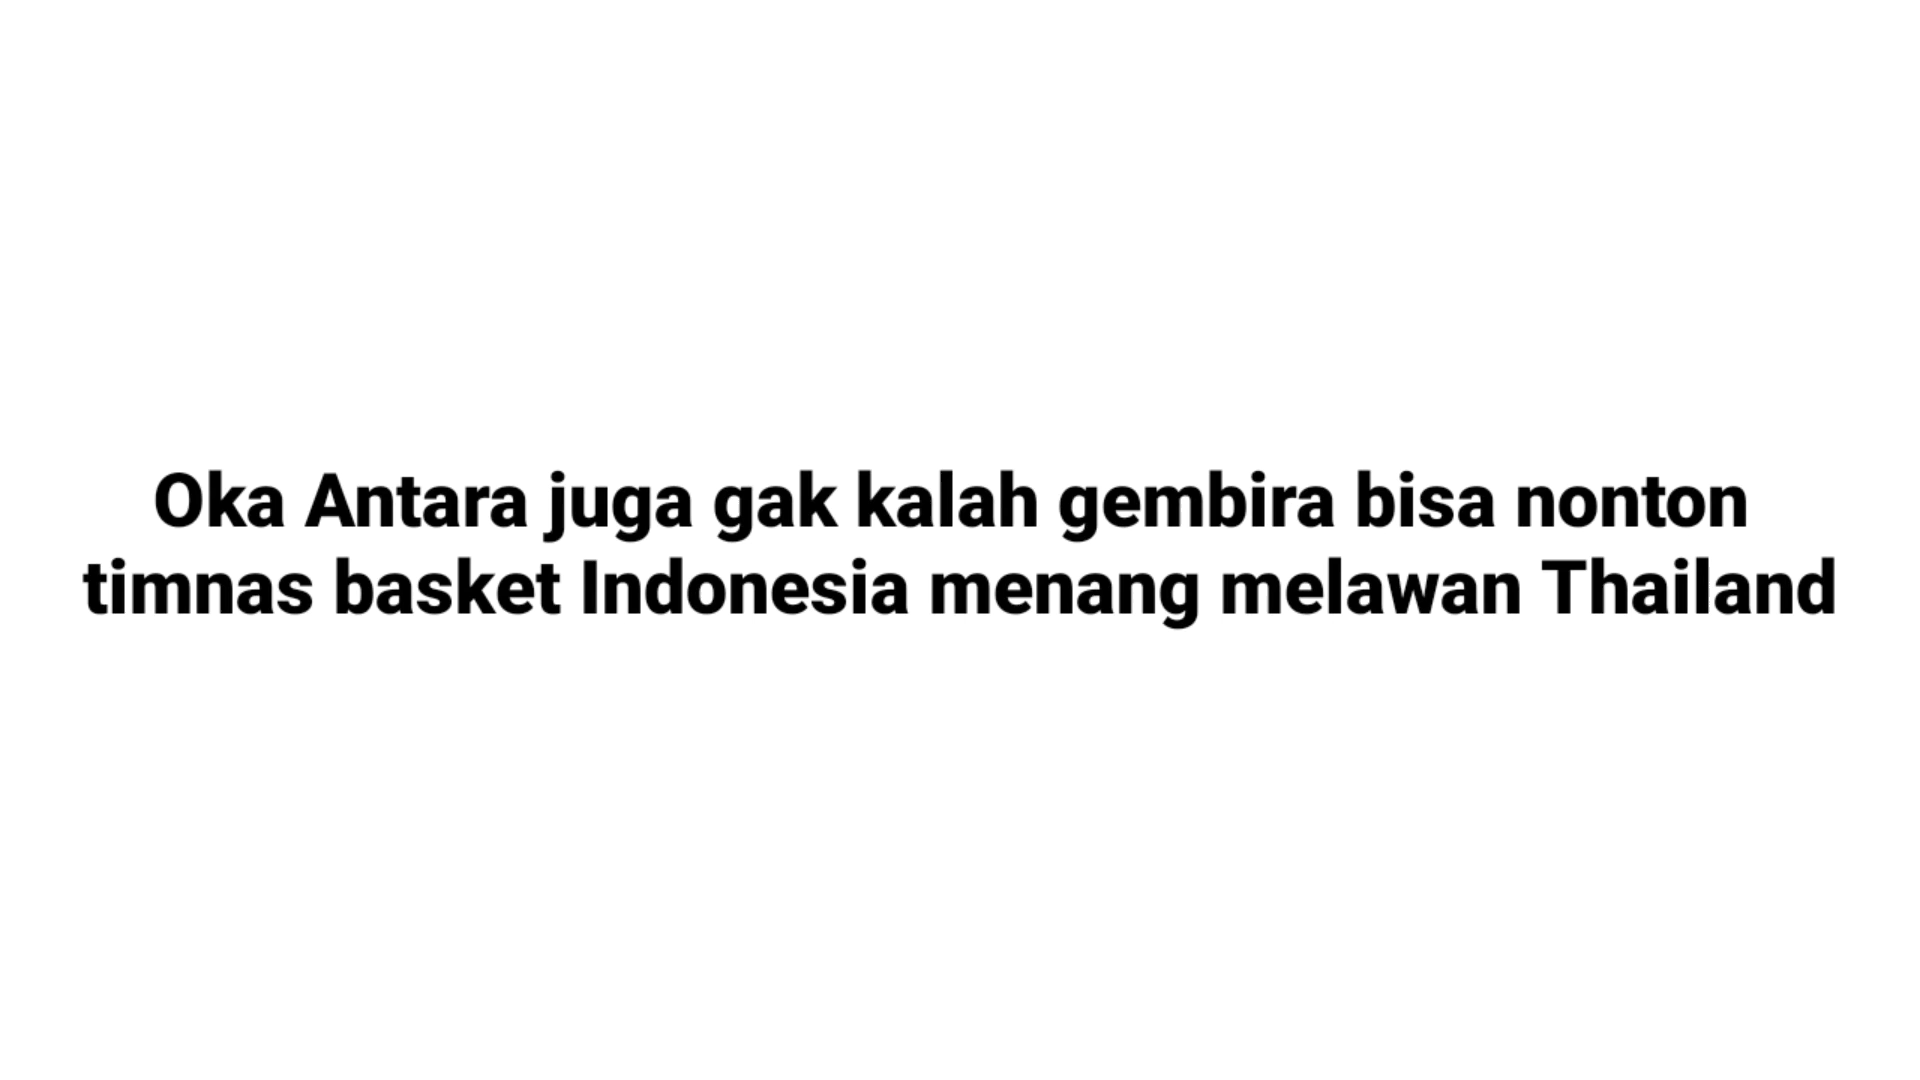 Oka Antara juga gak kalah gembira bisa nonton
timnas basket Indonesia menang melawan Thailand